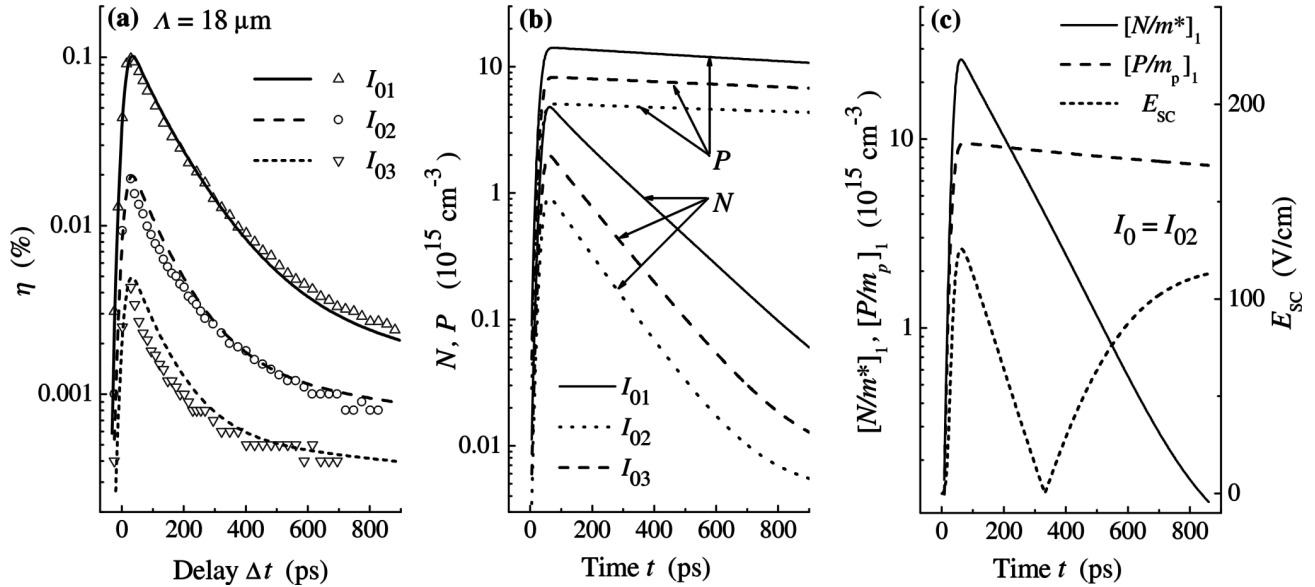 (a) Λ = 18 μm
I01
I02
I03
0.1
0.01
0.001
η (%)
0 200 400 600 800
Delay Δt (ps)
(b)
P
N
I01
I02
I03
10
1
0.1
0.01
N, P (10^15 cm^-3)
0 200 400 600 800
Time t (ps)
(c)
[N/m*]1
[P/mp]1
ESC
I0 = I02
10
1
[N/m*]1, [P/mp]1 (10^15 cm^-3)
200
100
0
ESC (V/cm)
0 200 400 600 800
Time t (ps)